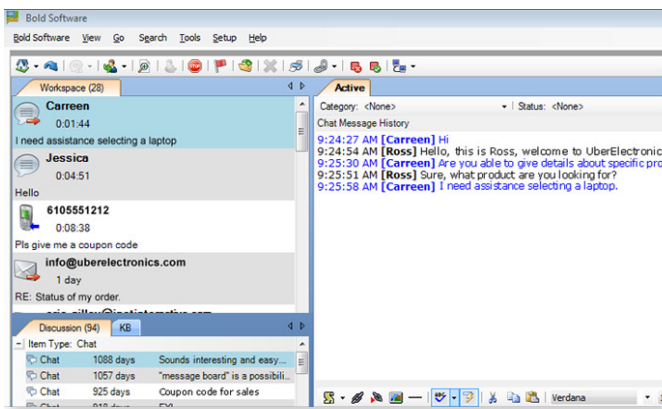 Bold Software
Bold Software View Go Search Tools Setup Help
Workspace (28)
Carreen
0:01:44
I need assistance selecting a laptop
Jessica
0:04:51
Hello
6105551212
0:08:38
Pls give me a coupon code
info@uberelectronics.com
1 day
RE: Status of my order.
Discussion (94) KB
Item Type: Chat
Chat 1088 days Sounds interesting and easy...
Chat 1057 days "message board" is a possibili...
Chat 925 days Coupon code for sales
Active
Category: <None> Status: <None>
Chat Message History
9:24:27 AM [Carreen] Hi
9:24:54 AM [Ross] Hello, this is Ross, welcome to UberElectronic
9:25:30 AM [Carreen] Are you able to give details about specific pro
9:25:51 AM [Ross] Sure, what product are you looking for?
9:25:58 AM [Carreen] I need assistance selecting a laptop.
Verdana